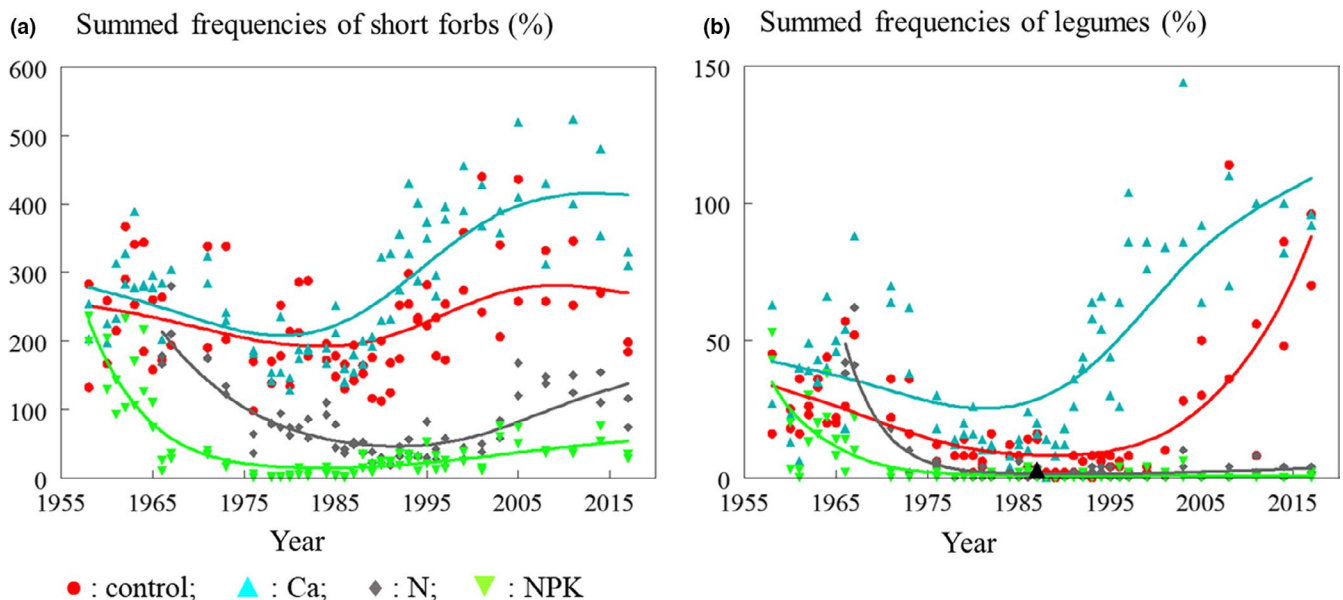 (a) Summed frequencies of short forbs (%)
600
500
400
300
200
100
0
1955 1965 1975 1985 1995 2005 2015
Year
(b) Summed frequencies of legumes (%)
150
100
50
0
1955 1965 1975 1985 1995 2005 2015
Year
: control; : Ca; : N; : NPK